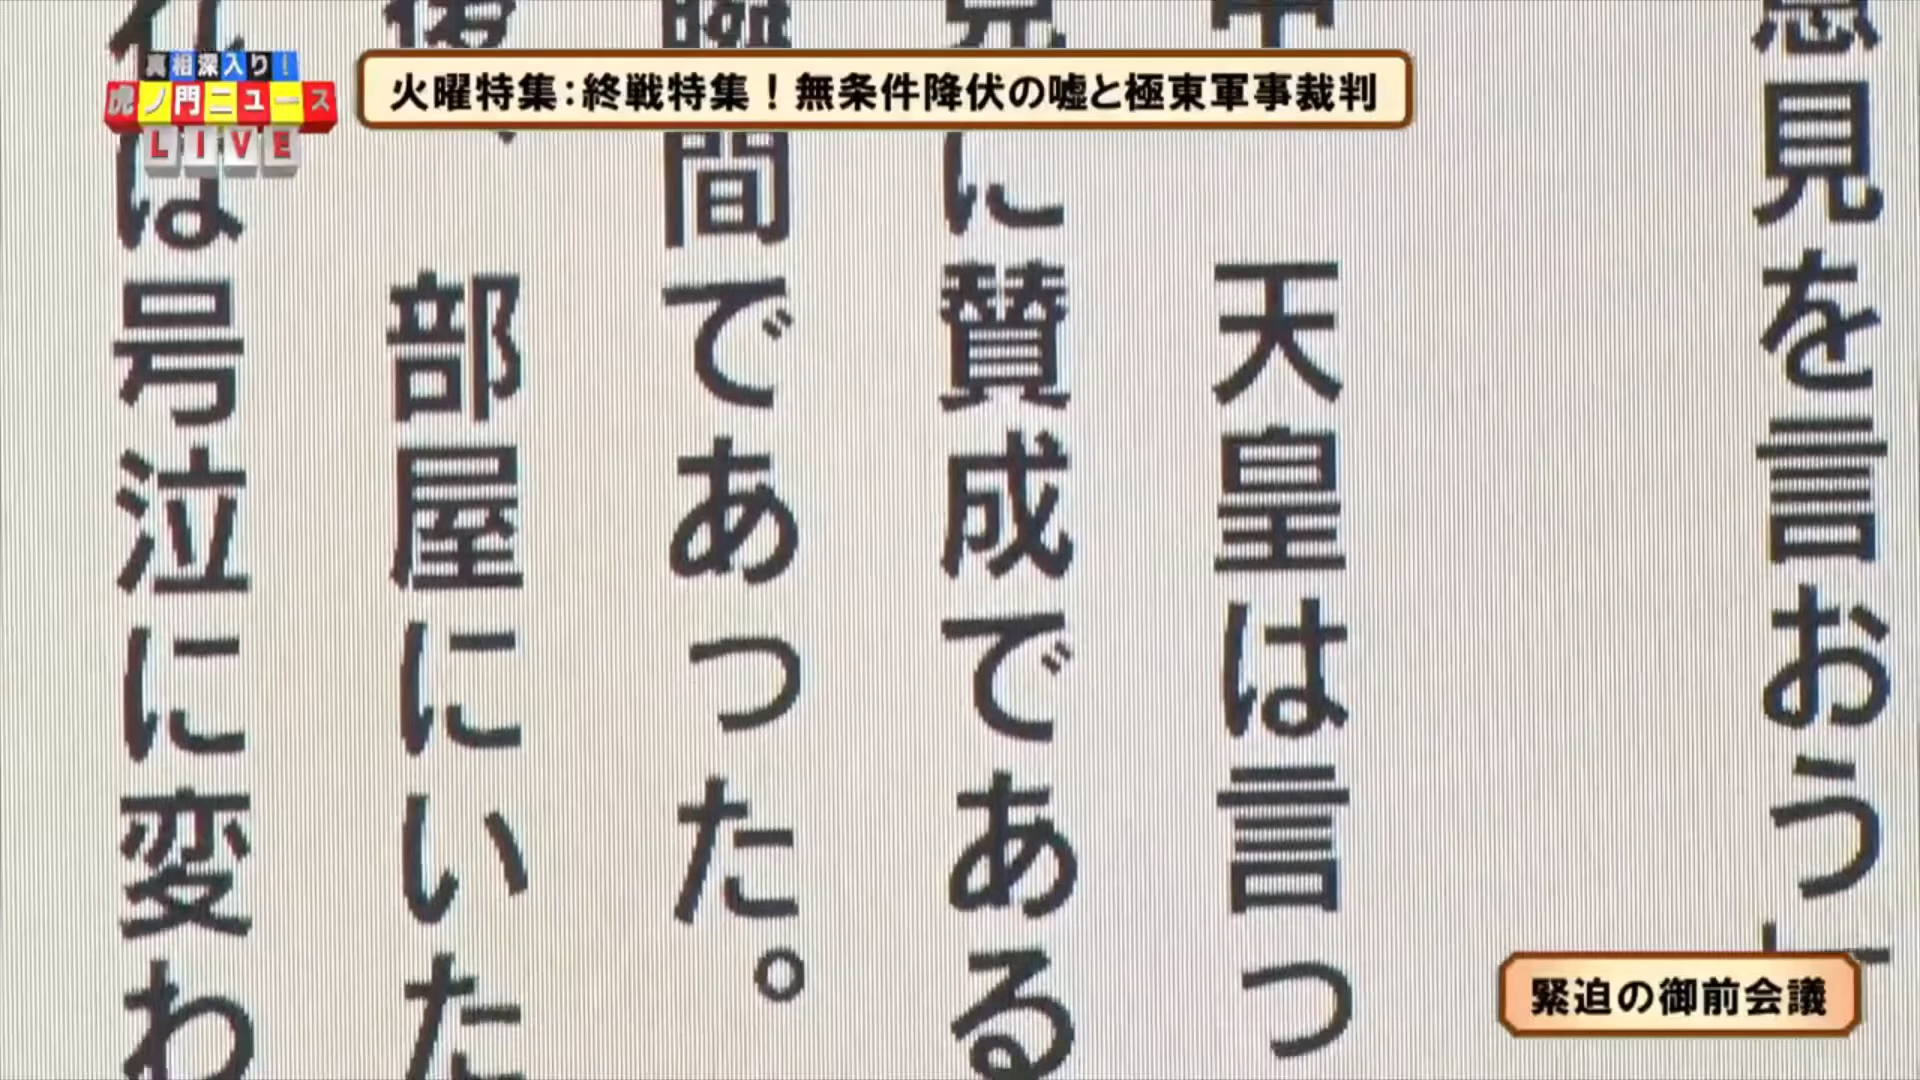 真相深入り!
虎ノ門ニュース
LIVE
火曜特集:終戦特集!無条件降伏の嘘と極東軍事裁判
意見を言おう
天皇は言っ
に賛成である
瞬間であった。
後、部屋にいた
れは号泣に変わ
緊迫の御前会議